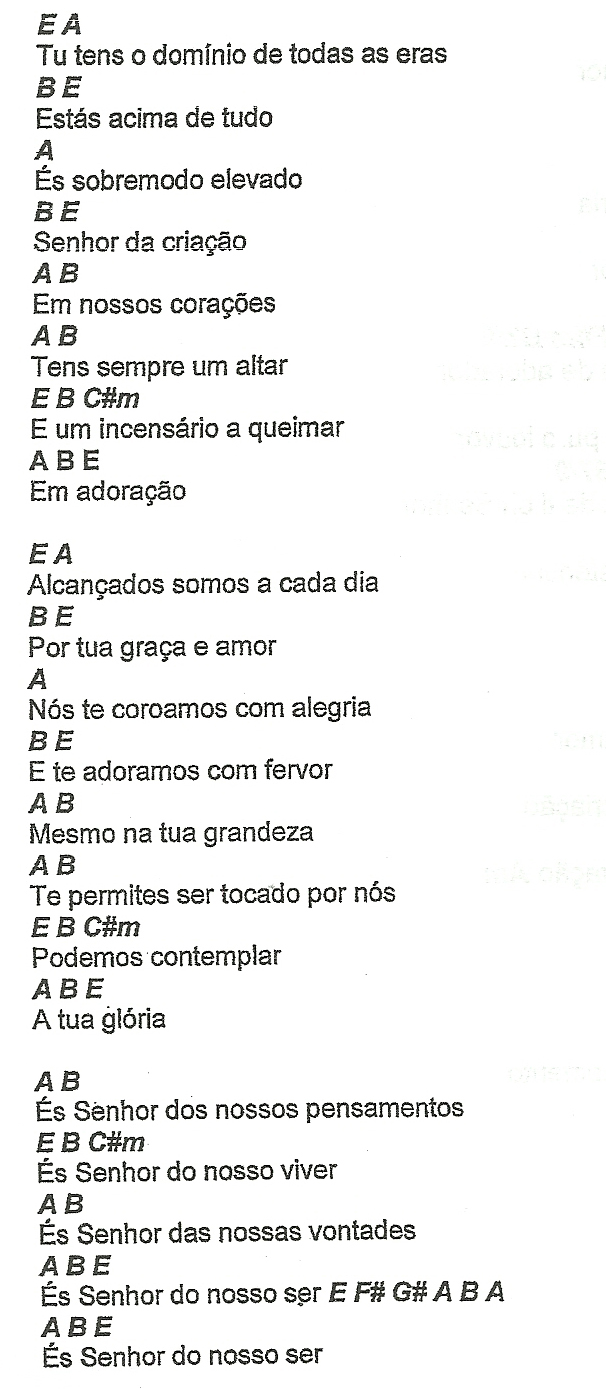 E A
Tu tens o domínio de todas as eras
B E
Estás acima de tudo
A
És sobremodo elevado
B E
Senhor da criação
A B
Em nossos corações
A B
Tens sempre um altar
E B C#m
E um incensário a queimar
A B E
Em adoração

E A
Alcançados somos a cada dia
B E
Por tua graça e amor
A
Nós te coroamos com alegria
B E
E te adoramos com fervor
A B
Mesmo na tua grandeza
A B
Te permites ser tocado por nós
E B C#m
Podemos contemplar
A B E
A tua glória

A B
És Senhor dos nossos pensamentos
E B C#m
És Senhor do nosso viver
A B
És Senhor das nossas vontades
A B E
És Senhor do nosso ser E F# G# A B A
A B E
És Senhor do nosso ser